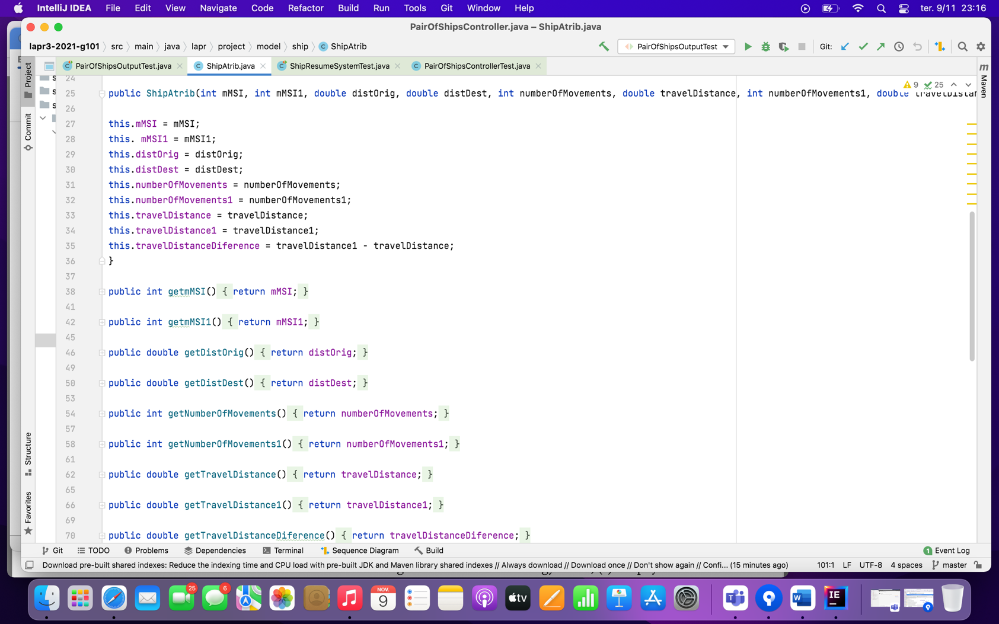 IntelliJ IDEA File Edit View Navigate Code Refactor Build Run Tools Git Window Help ter. 9/11 23:16
PairOfShipsController.java – ShipAtrib.java
lapr3-2021-g101 src main java lapr project model ship ShipAtrib PairOfShipsOutputTest Git:
PairOfShipsOutputTest.java ShipAtrib.java ShipResumeSystemTest.java PairOfShipsControllerTest.java
Project
Commit
Structure
Favorites
Maven
9 25
24
25 public ShipAtrib(int mMSI, int mMSI1, double distOrig, double distDest, int numberOfMovements, double travelDistance, int numberOfMovements1, double travelDistan
26
27 this.mMSI = mMSI;
28 this. mMSI1 = mMSI1;
29 this.distOrig = distOrig;
30 this.distDest = distDest;
31 this.numberOfMovements = numberOfMovements;
32 this.numberOfMovements1 = numberOfMovements1;
33 this.travelDistance = travelDistance;
34 this.travelDistance1 = travelDistance1;
35 this.travelDistanceDiference = travelDistance1 - travelDistance;
36 }
37
38 public int getmMSI() { return mMSI; }
41
42 public int getmMSI1() { return mMSI1; }
45
46 public double getDistOrig() { return distOrig; }
49
50 public double getDistDest() { return distDest; }
53
54 public int getNumberOfMovements() { return numberOfMovements; }
57
58 public int getNumberOfMovements1() { return numberOfMovements1; }
61
62 public double getTravelDistance() { return travelDistance; }
65
66 public double getTravelDistance1() { return travelDistance1; }
69
70 public double getTravelDistanceDiference() { return travelDistanceDiference; }
Git TODO Problems Dependencies Terminal Sequence Diagram Build 1 Event Log
Download pre-built shared indexes: Reduce the indexing time and CPU load with pre-built JDK and Maven library shared indexes // Always download // Download once // Don't show again // Confi... (15 minutes ago) 101:1 LF UTF-8 4 spaces master
25 6 NOV. 9 tv W IE